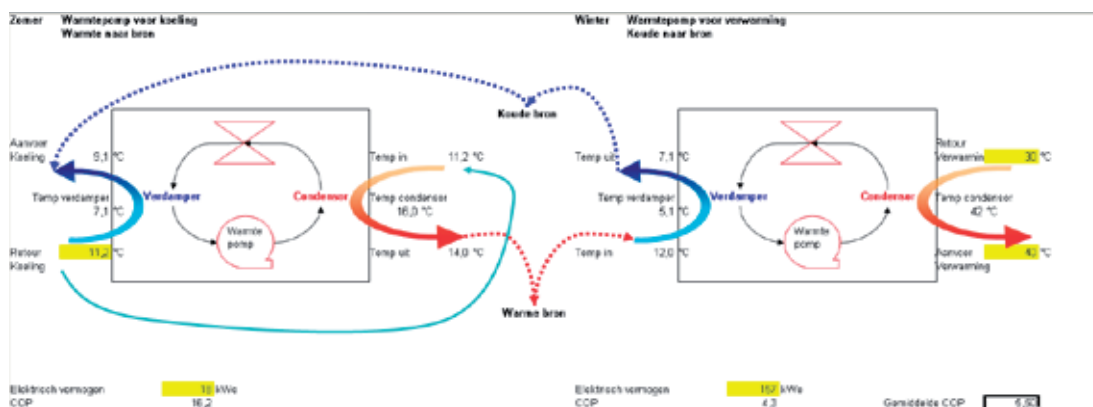 Zomer Warmtepomp voor koeling
Warmte naar bron
Winter Warmtepomp voor verwarming
Koude naar bron
Koude bron
Aanvoer
Koeling 9,1 °C
Temp in 11,2 °C
Temp uit 7,1 °C
Retour
Verwarming 30 °C
Temp verdamper
7,1 °C
Verdamper
Condensor
Temp condensor
16,0 °C
Temp verdamper
5,1 °C
Verdamper
Condensor
Temp condensor
42 °C
Warmte
pomp
Warmte
pomp
Retour
Koeling 11,2 °C
Temp uit 14,0 °C
Temp in 12,0 °C
Aanvoer
Verwarming 40 °C
Warme bron
Elektrisch vermogen kWe
COP 16,2
Elektrisch vermogen 157 kWe
COP 4,3
Gemiddelde COP